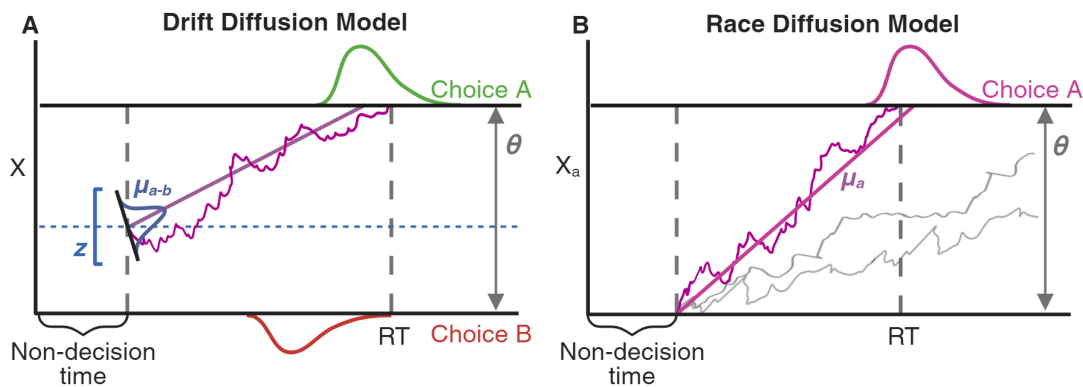 A
Drift Diffusion Model
Choice A
X
θ
μa-b
z
Choice B
RT
Non-decision
time
B
Race Diffusion Model
Choice A
Xa
θ
μa
RT
Non-decision
time